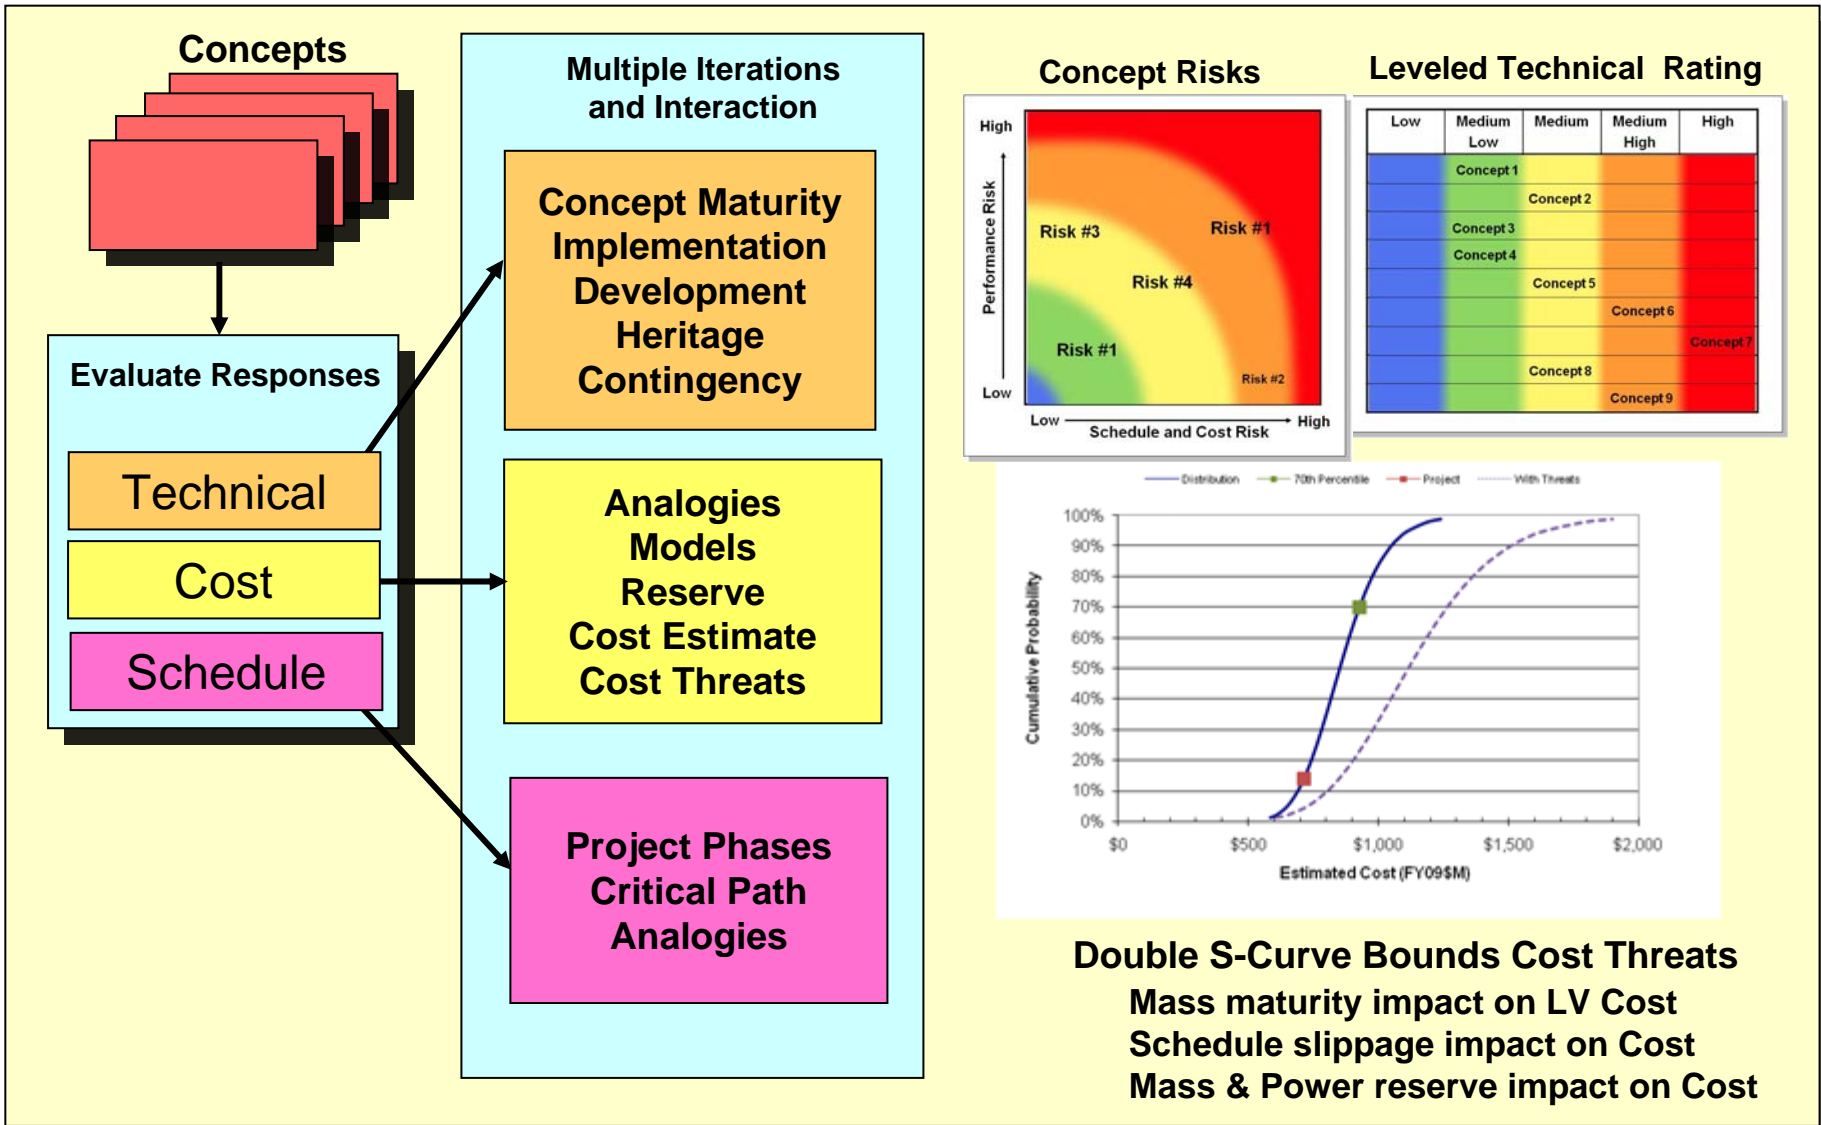 Concepts
Evaluate Responses
Technical
Cost
Schedule
Multiple Iterations
and Interaction
Concept Maturity
Implementation
Development
Heritage
Contingency
Analogies
Models
Reserve
Cost Estimate
Cost Threats
Project Phases
Critical Path
Analogies
Concept Risks
High
Performance Risk
Low
Risk #3
Risk #1
Risk #4
Risk #1
Risk #2
Low
High
Schedule and Cost Risk
Leveled Technical Rating
Low
Medium
Low
Medium
Medium
High
High
Concept 1
Concept 2
Concept 3
Concept 4
Concept 5
Concept 6
Concept 7
Concept 8
Concept 9
Distribution
70th Percentile
Project
With Threats
Cumulative Probability
100%
90%
80%
70%
60%
50%
40%
30%
20%
10%
0%
$0
$500
$1,000
$1,500
$2,000
Estimated Cost (FY09$M)
Double S-Curve Bounds Cost Threats
Mass maturity impact on LV Cost
Schedule slippage impact on Cost
Mass & Power reserve impact on Cost